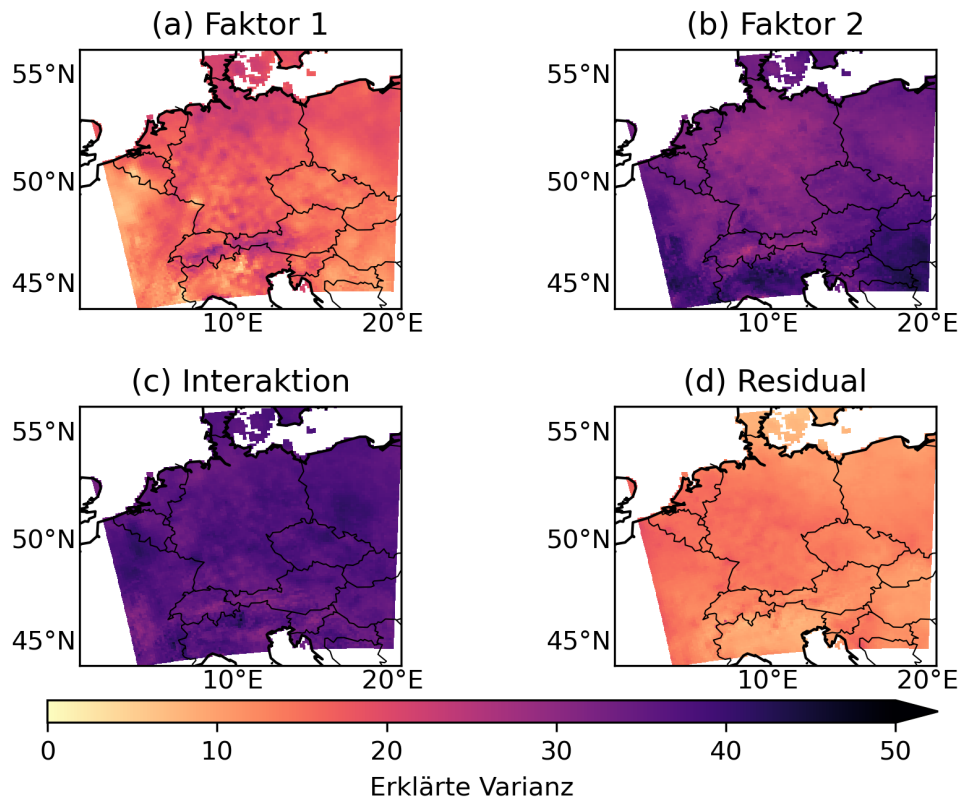 (a) Faktor 1
(b) Faktor 2
55°N
50°N
45°N
10°E
20°E
55°N
50°N
45°N
10°E
20°E
(c) Interaktion
(d) Residual
55°N
50°N
45°N
10°E
20°E
55°N
50°N
45°N
10°E
20°E
0 10 20 30 40 50
Erklärte Varianz